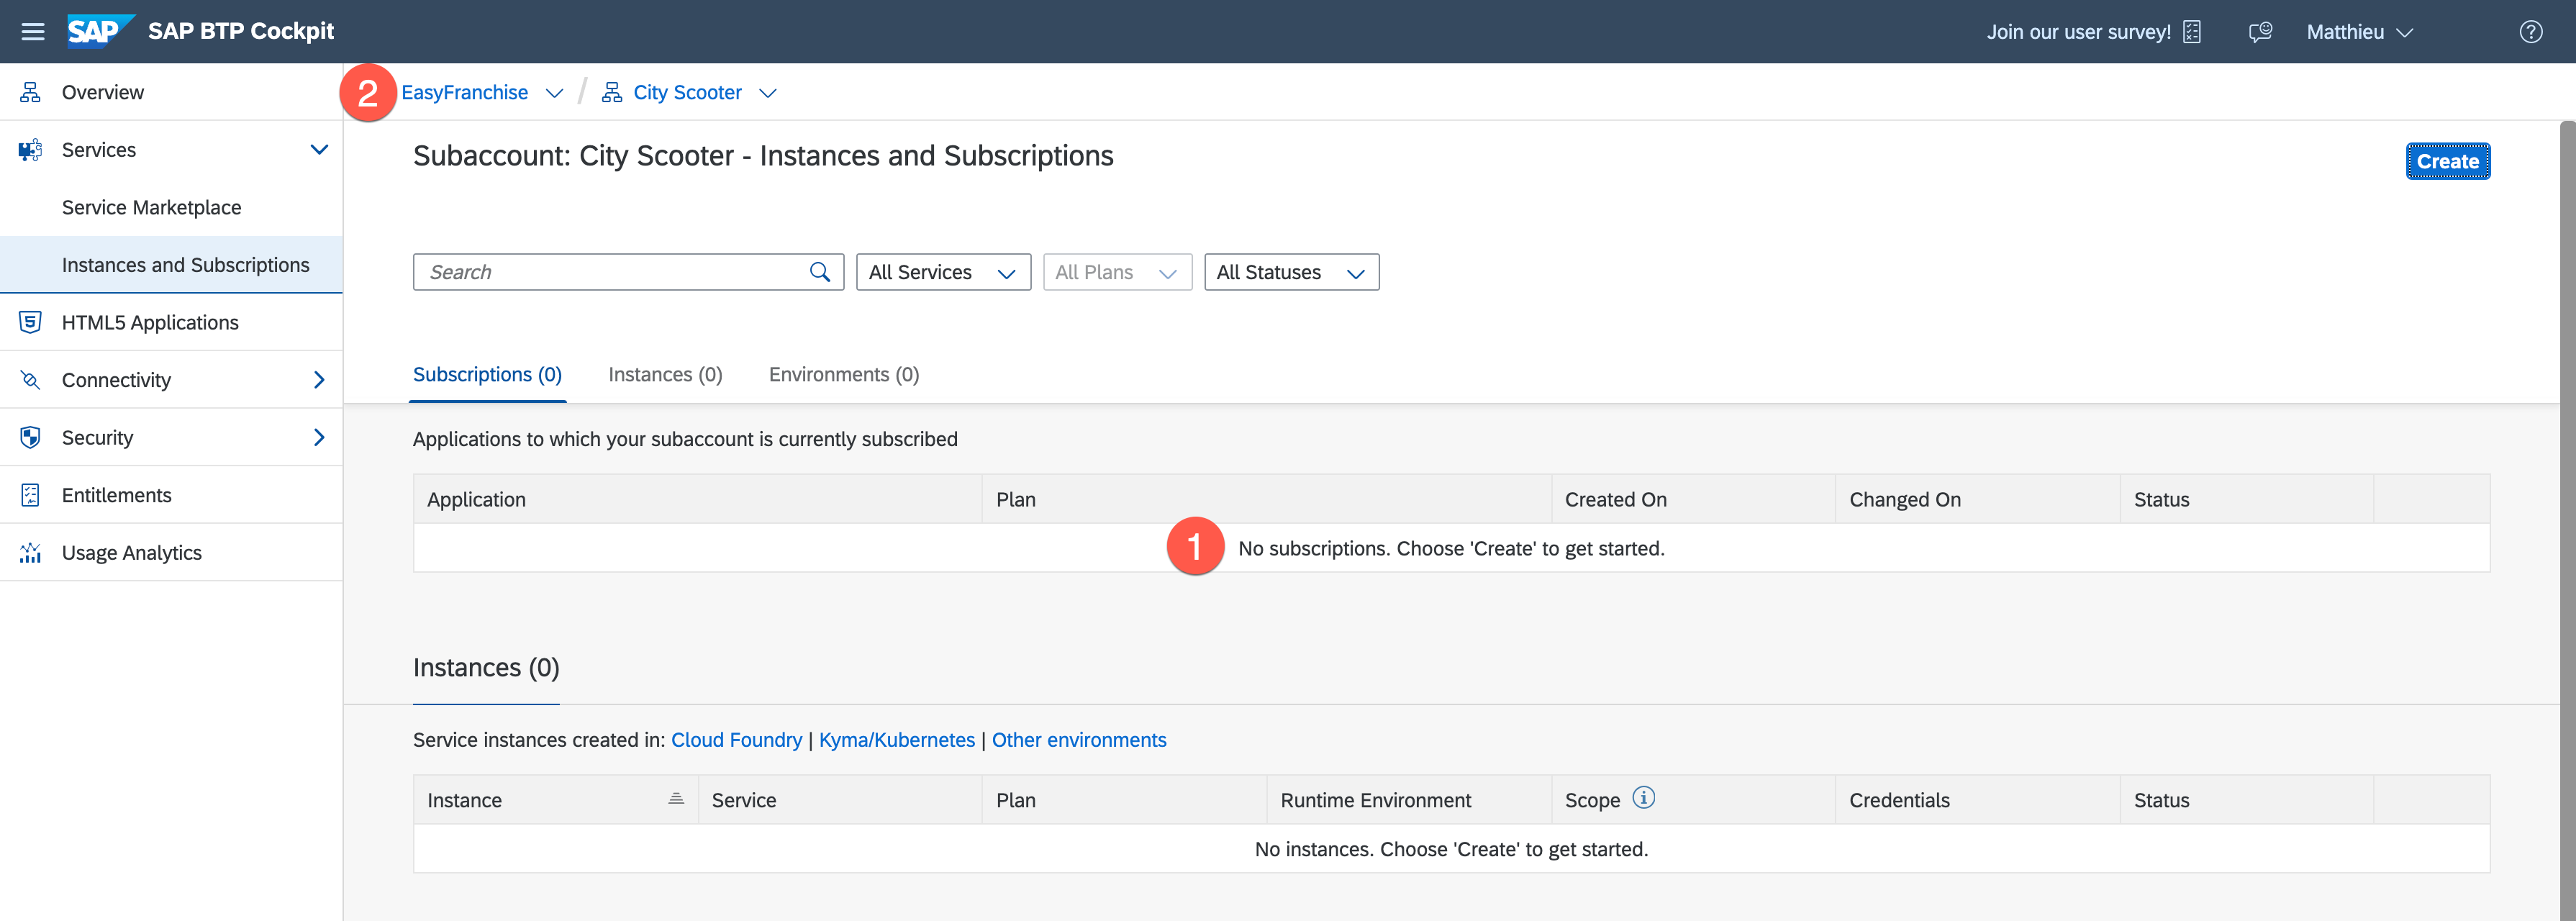 SAP SAP BTP Cockpit Join our user survey! Matthieu ?
Overview
Services
Service Marketplace
Instances and Subscriptions
5 HTML5 Applications
Connectivity
Security
Entitlements
Usage Analytics
2 EasyFranchise / City Scooter
Subaccount: City Scooter - Instances and Subscriptions
Create
Search All Services All Plans All Statuses
Subscriptions (0) Instances (0) Environments (0)
Applications to which your subaccount is currently subscribed
Application Plan Created On Changed On Status
1 No subscriptions. Choose 'Create' to get started.
Instances (0)
Service instances created in: Cloud Foundry | Kyma/Kubernetes | Other environments
Instance Service Plan Runtime Environment Scope i Credentials Status
No instances. Choose 'Create' to get started.